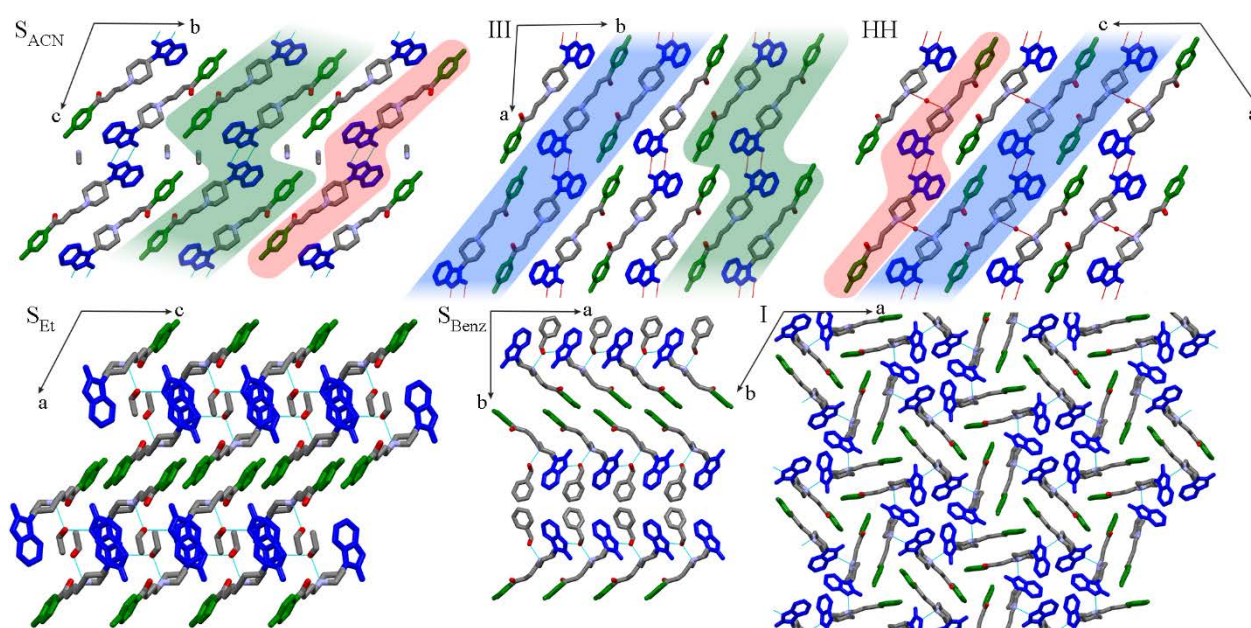 S_ACN b c
III b a
HH c a
S_Et c a
S_Benz a b
I a b